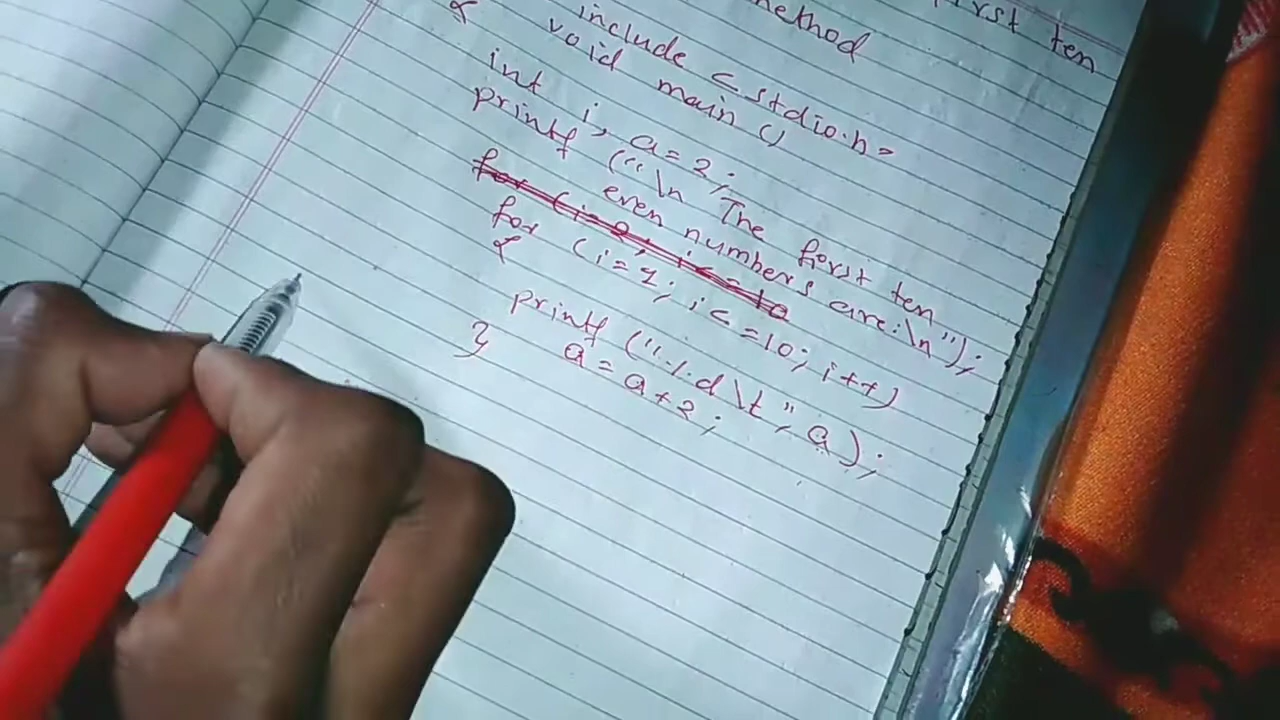 first ten
method
include <stdio.h>
void main ()
{
int i, a=2;
printf ("\n The first ten
even numbers are:\n");
for (i=2; i<=10
for (i=1; i<=10; i++)
{
printf ("%d\t", a);
a=a+2;
}